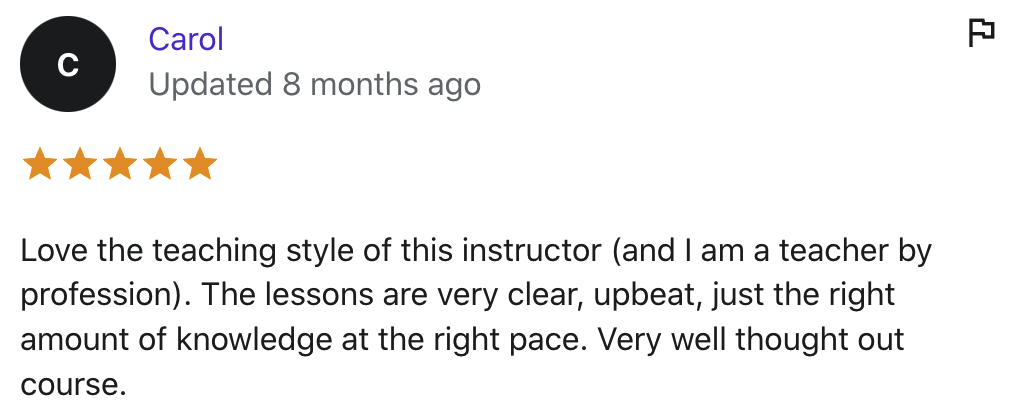 C
Carol
Updated 8 months ago
Love the teaching style of this instructor (and I am a teacher by
profession). The lessons are very clear, upbeat, just the right
amount of knowledge at the right pace. Very well thought out
course.